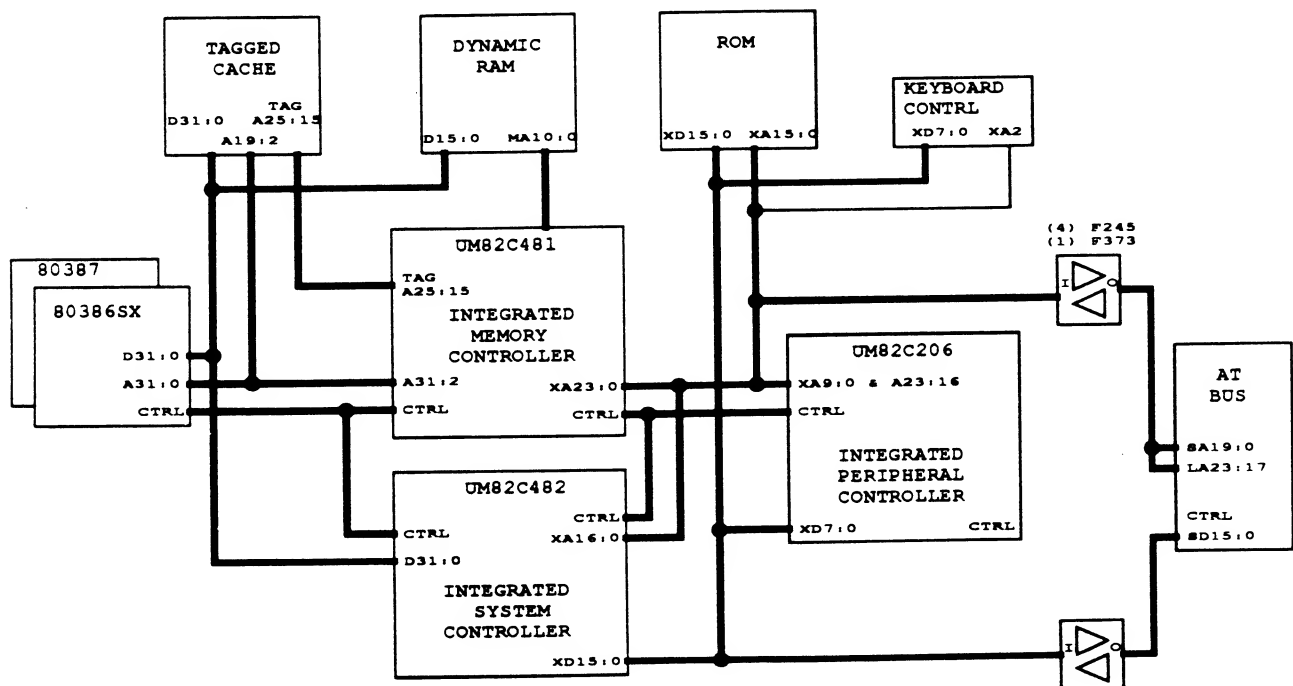 TAGGED
CACHE
TAG
D31:0 A25:15
A19:2
DYNAMIC
RAM
D15:0 MA10:0
ROM
XD15:0 XA15:0
KEYBOARD
CONTRL
XD7:0 XA2
(4) F245
(1) F373
I O
80387
80386SX
D31:0
A31:0
CTRL
UM82C481
TAG
A25:15
INTEGRATED
MEMORY
CONTROLLER
A31:2
XA23:0
CTRL
CTRL
UM82C206
XA9:0 & A23:16
CTRL
INTEGRATED
PERIPHERAL
CONTROLLER
XD7:0
CTRL
AT
BUS
SA19:0
LA23:17
CTRL
SD15:0
UM82C482
CTRL
CTRL
XA16:0
D31:0
INTEGRATED
SYSTEM
CONTROLLER
XD15:0
I O